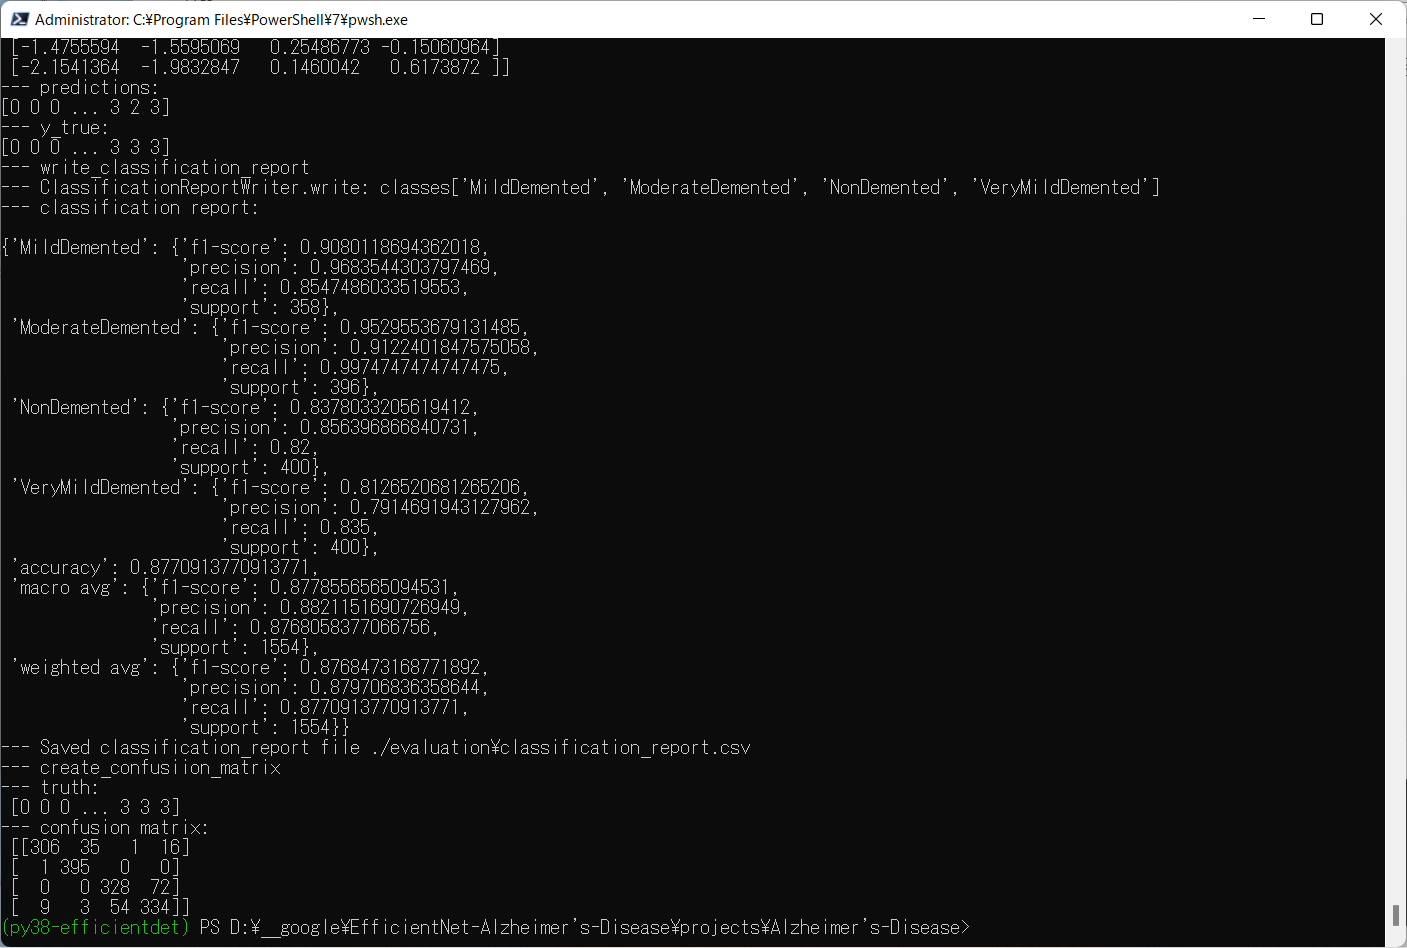 Administrator: C:¥Program Files¥PowerShell¥7¥pwsh.exe
[-1.4755594  -1.5595069   0.25486773 -0.15060964]
[-2.1541364  -1.9832847   0.1460042   0.6173872 ]]
--- predictions:
[0 0 0 ... 3 2 3]
--- y_true:
[0 0 0 ... 3 3 3]
--- write_classification_report
--- ClassificationReportWriter.write: classes['MildDemented', 'ModerateDemented', 'NonDemented', 'VeryMildDemented']
--- classification report:
{'MildDemented': {'f1-score': 0.9080118694362018,
'precision': 0.9683544303797469,
'recall': 0.8547486033519553,
'support': 358},
'ModerateDemented': {'f1-score': 0.9529553679131485,
'precision': 0.9122401847575058,
'recall': 0.9974747474747475,
'support': 396},
'NonDemented': {'f1-score': 0.8378033205619412,
'precision': 0.856396866840731,
'recall': 0.82,
'support': 400},
'VeryMildDemented': {'f1-score': 0.8126520681265206,
'precision': 0.7914691943127962,
'recall': 0.835,
'support': 400},
'accuracy': 0.8770913770913771,
'macro avg': {'f1-score': 0.8778556565094531,
'precision': 0.8821151690726949,
'recall': 0.8768058377066756,
'support': 1554},
'weighted avg': {'f1-score': 0.8768473168771892,
'precision': 0.879706836358644,
'recall': 0.8770913770913771,
'support': 1554}}
--- Saved classification_report file ./evaluation¥classification_report.csv
--- create_confusiion_matrix
--- truth:
[0 0 0 ... 3 3 3]
--- confusion matrix:
[[306  35   1  16]
[  1 395   0   0]
[  0   0 328  72]
[  9   3  54 334]]
(py38-efficientdet) PS D:¥__google¥EfficientNet-Alzheimer's-Disease¥projects¥Alzheimer's-Disease>